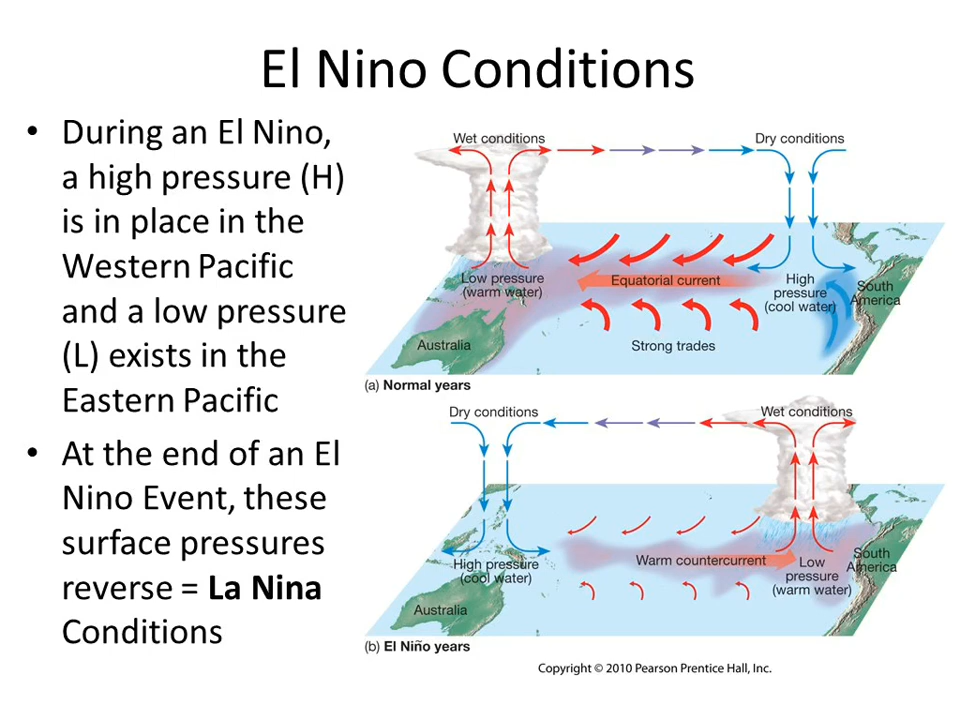 El Nino Conditions
• During an El Nino,
a high pressure (H)
is in place in the
Western Pacific
and a low pressure
(L) exists in the
Eastern Pacific
• At the end of an El
Nino Event, these
surface pressures
reverse = La Nina
Conditions
Wet conditions
Dry conditions
Low pressure
(warm water)
Equatorial current
High
pressure
(cool water)
South
America
Australia
Strong trades
(a) Normal years
Dry conditions
Wet conditions
High pressure
(cool water)
Warm countercurrent
Low
pressure
(warm water)
South
America
Australia
(b) El Niño years
Copyright © 2010 Pearson Prentice Hall, Inc.